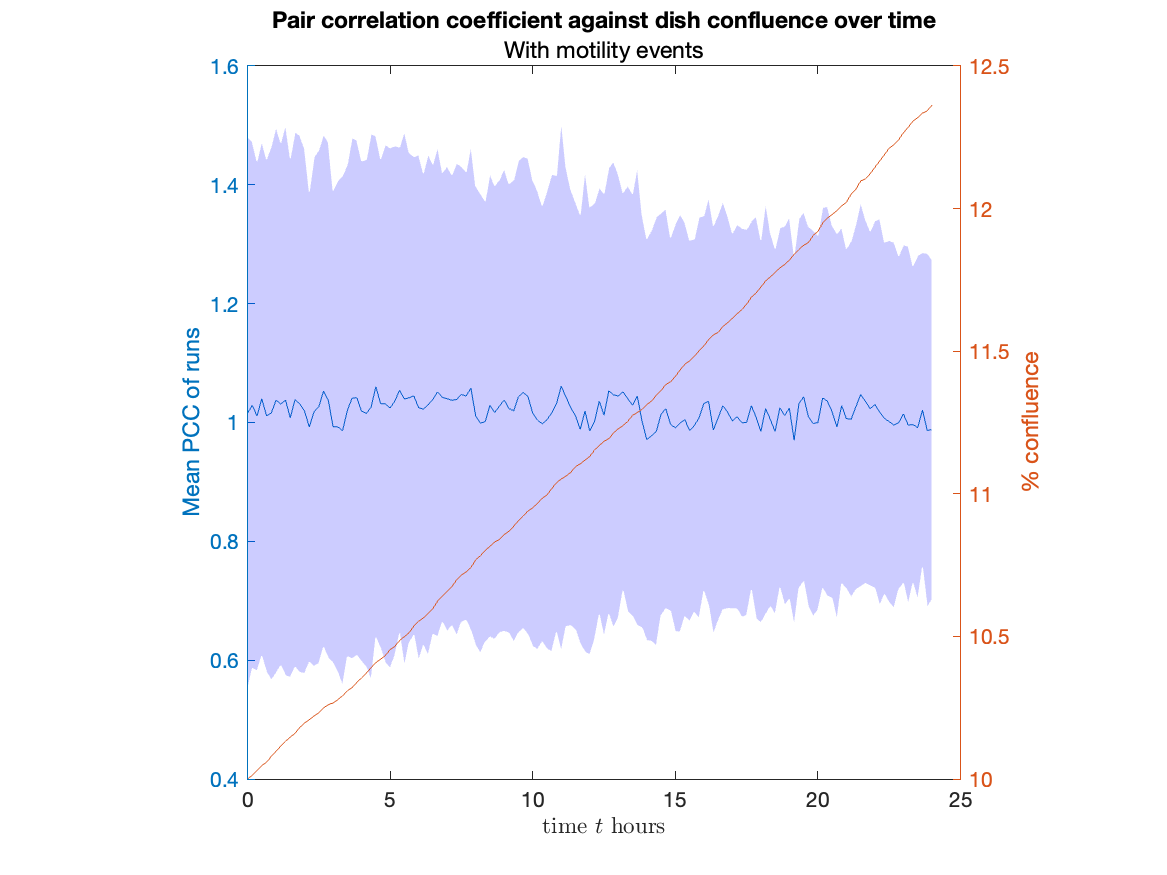 Pair correlation coefficient against dish confluence over time
With motility events
1.6
1.4
1.2
1
0.8
0.6
0.4
Mean PCC of runs
12.5
12
11.5
11
10.5
10
% confluence
0 5 10 15 20 25
time t hours